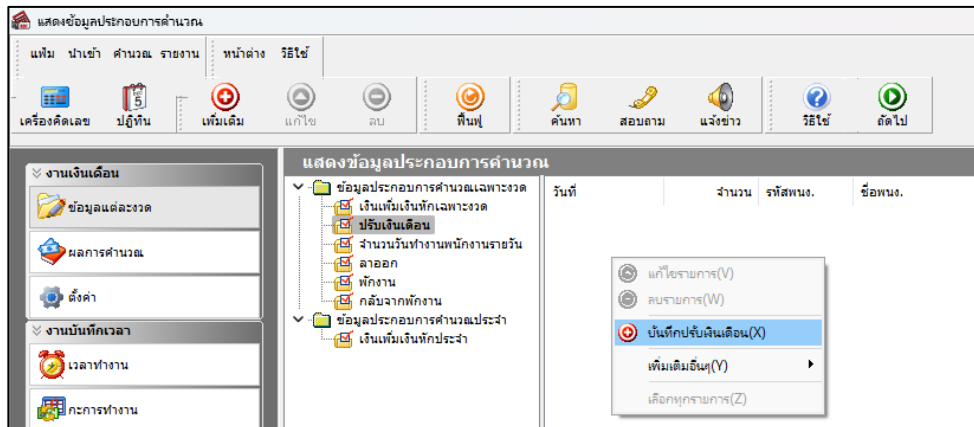 แสดงข้อมูลประกอบการคำนวณ
แฟ้ม นำเข้า คำนวณ รายงาน หน้าต่าง วิธีใช้
5
เครื่องคิดเลข ปฏิทิน เพิ่มเติม แก้ไข ลบ ฟื้นฟู ค้นหา สอบถาม แจ้งข่าว วิธีใช้ ถัดไป
แสดงข้อมูลประกอบการคำนวณ
งานเงินเดือน
ข้อมูลแต่ละงวด
ผลการคำนวณ
ตั้งค่า
งานบันทึกเวลา
เวลาทำงาน
กะการทำงาน
ข้อมูลประกอบการคำนวณเฉพาะงวด
เงินเพิ่มเงินหักเฉพาะงวด
ปรับเงินเดือน
จำนวนวันทำงานพนักงานรายวัน
ลาออก
พักงาน
กลับจากพักงาน
ข้อมูลประกอบการคำนวณประจำ
เงินเพิ่มเงินหักประจำ
วันที่ จำนวน รหัสพนง. ชื่อพนง.
แก้ไขรายการ(V)
ลบรายการ(W)
บันทึกปรับเงินเดือน(X)
เพิ่มเติมอื่นๆ(Y)
เลือกทุกรายการ(Z)